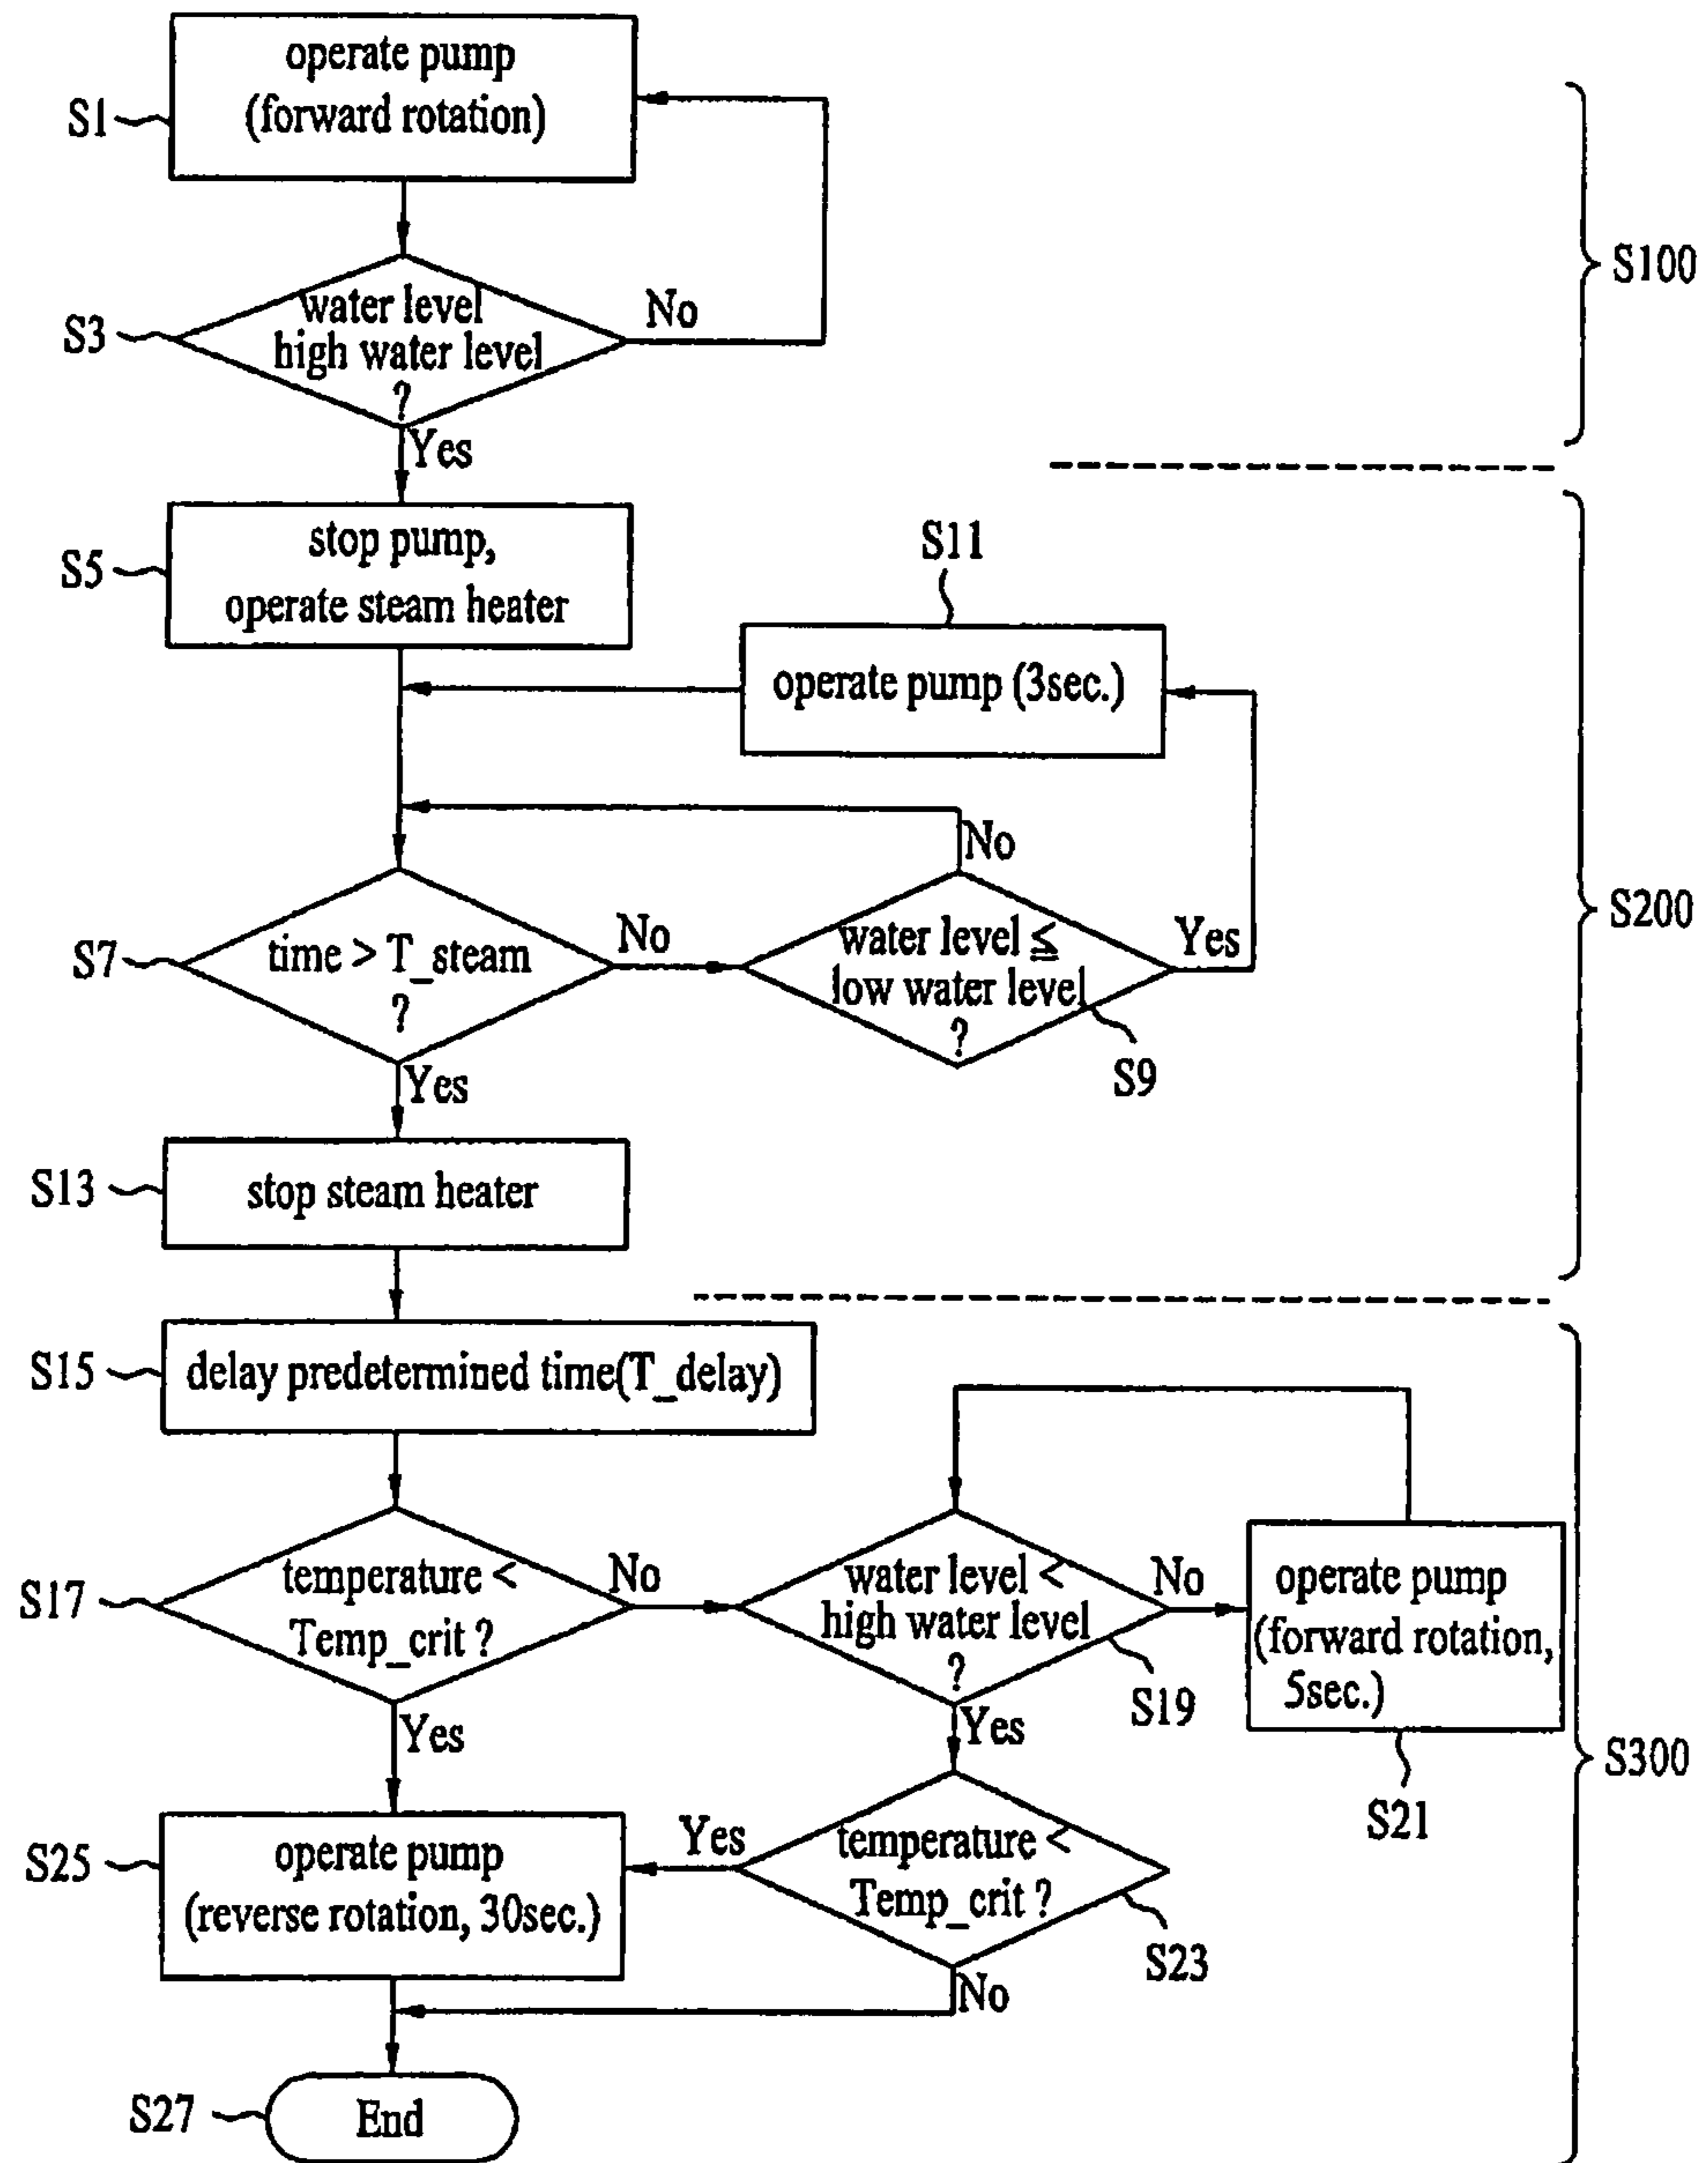 operate pump
(forward rotation)
S1
S100
water level
high water level
?
S3
No
Yes
stop pump,
operate steam heater
S5
S11
operate pump (3sec.)
No
S200
time > T_steam
?
S7
No
water level ≦
low water level
?
Yes
S9
Yes
stop steam heater
S13
delay predetermined time(T_delay)
S15
temperature <
Temp_crit ?
S17
No
water level <
high water level
?
S19
No
operate pump
(forward rotation,
5sec.)
S21
Yes
Yes
S300
operate pump
(reverse rotation, 30sec.)
S25
Yes
temperature <
Temp_crit ?
S23
No
End
S27